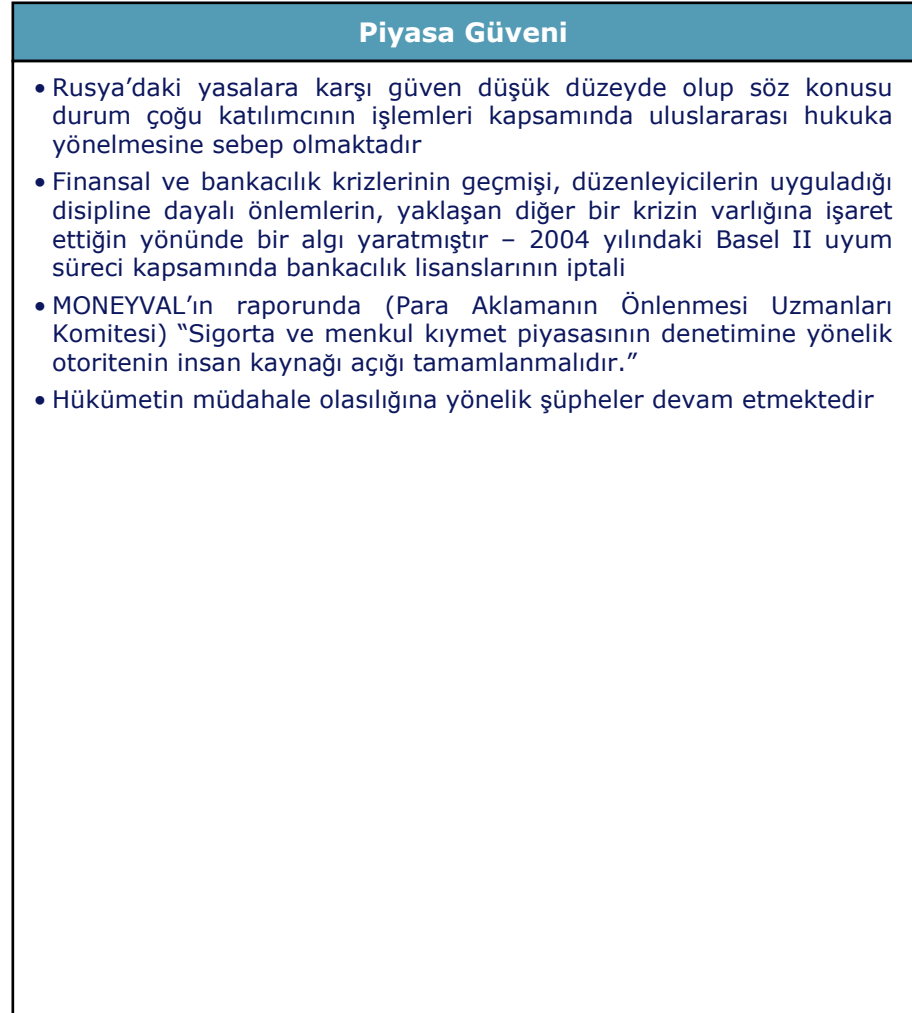 Piyasa Güveni
• Rusya’daki yasalara karşı güven düşük düzeyde olup söz konusu
durum çoğu katılımcının işlemleri kapsamında uluslararası hukuka
yönelmesine sebep olmaktadır
• Finansal ve bankacılık krizlerinin geçmişi, düzenleyicilerin uyguladığı
disipline dayalı önlemlerin, yaklaşan diğer bir krizin varlığına işaret
ettiğin yönünde bir algı yaratmıştır – 2004 yılındaki Basel II uyum
süreci kapsamında bankacılık lisanslarının iptali
• MONEYVAL’ın raporunda (Para Aklamanın Önlenmesi Uzmanları
Komitesi) “Sigorta ve menkul kıymet piyasasının denetimine yönelik
otoritenin insan kaynağı açığı tamamlanmalıdır.”
• Hükümetin müdahale olasılığına yönelik şüpheler devam etmektedir